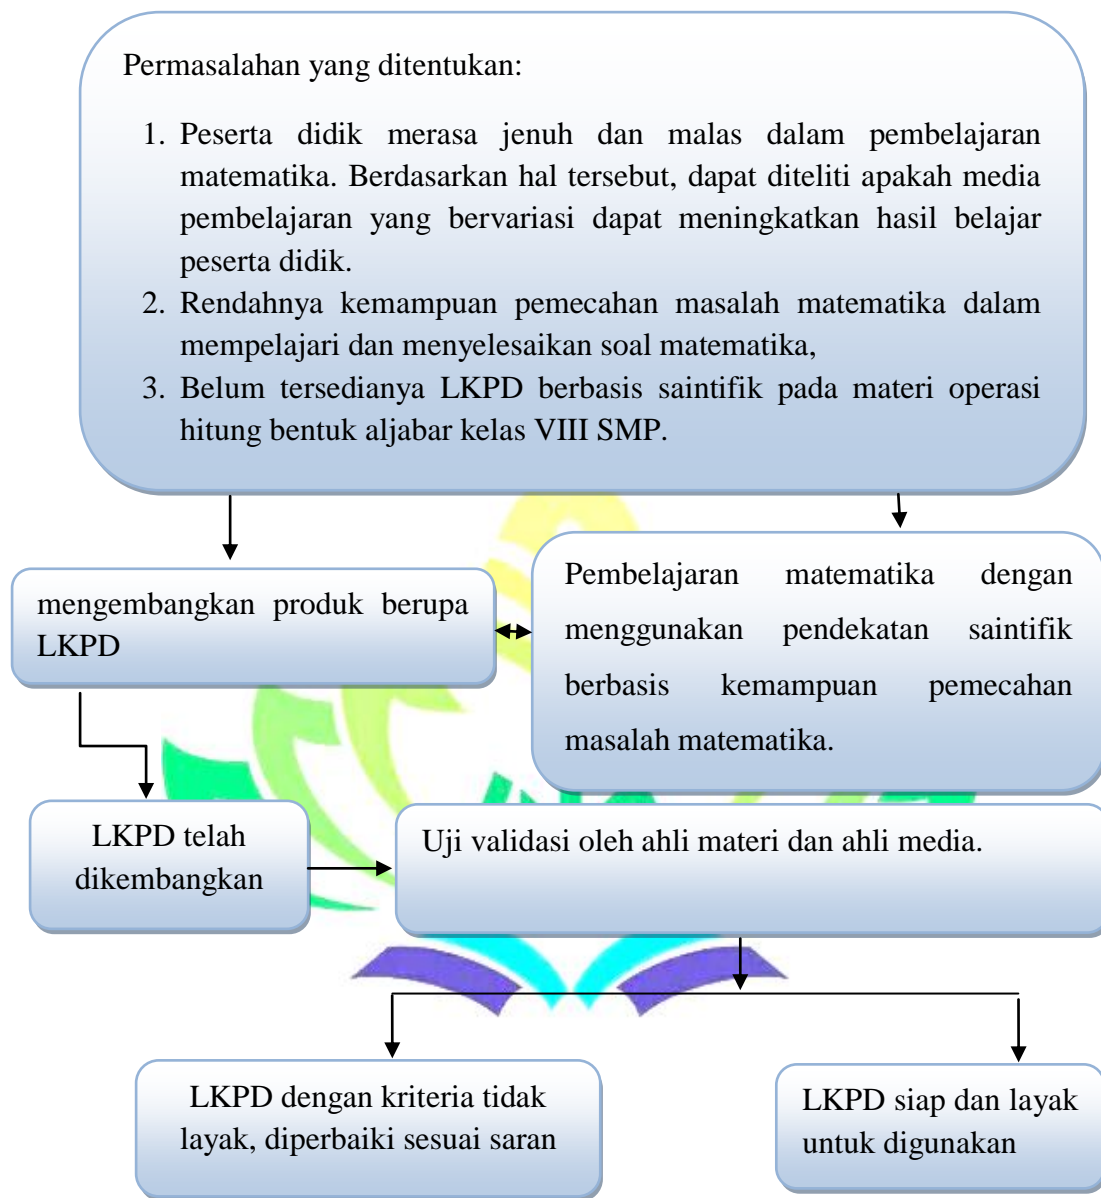 Permasalahan yang ditentukan:
1. Peserta didik merasa jenuh dan malas dalam pembelajaran
matematika. Berdasarkan hal tersebut, dapat diteliti apakah media
pembelajaran yang bervariasi dapat meningkatkan hasil belajar
peserta didik.
2. Rendahnya kemampuan pemecahan masalah matematika dalam
mempelajari dan menyelesaikan soal matematika,
3. Belum tersedianya LKPD berbasis saintifik pada materi operasi
hitung bentuk aljabar kelas VIII SMP.
mengembangkan produk berupa
LKPD
Pembelajaran matematika dengan
menggunakan pendekatan saintifik
berbasis kemampuan pemecahan
masalah matematika.
LKPD telah
dikembangkan
Uji validasi oleh ahli materi dan ahli media.
LKPD dengan kriteria tidak
layak, diperbaiki sesuai saran
LKPD siap dan layak
untuk digunakan